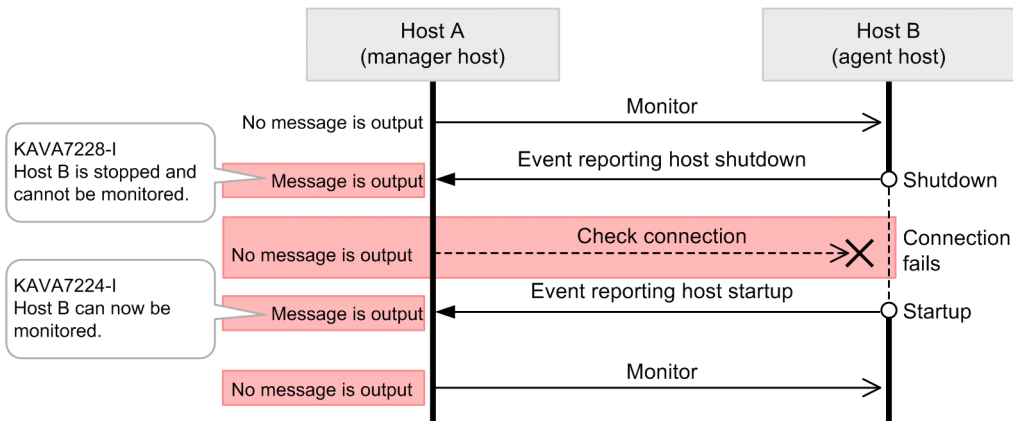 Host A
(manager host)
Host B
(agent host)
No message is output
Monitor
KAVA7228-I
Host B is stopped and
cannot be monitored.
Message is output
Event reporting host shutdown
Shutdown
No message is output
Check connection
Connection
fails
KAVA7224-I
Host B can now be
monitored.
Message is output
Event reporting host startup
Startup
No message is output
Monitor